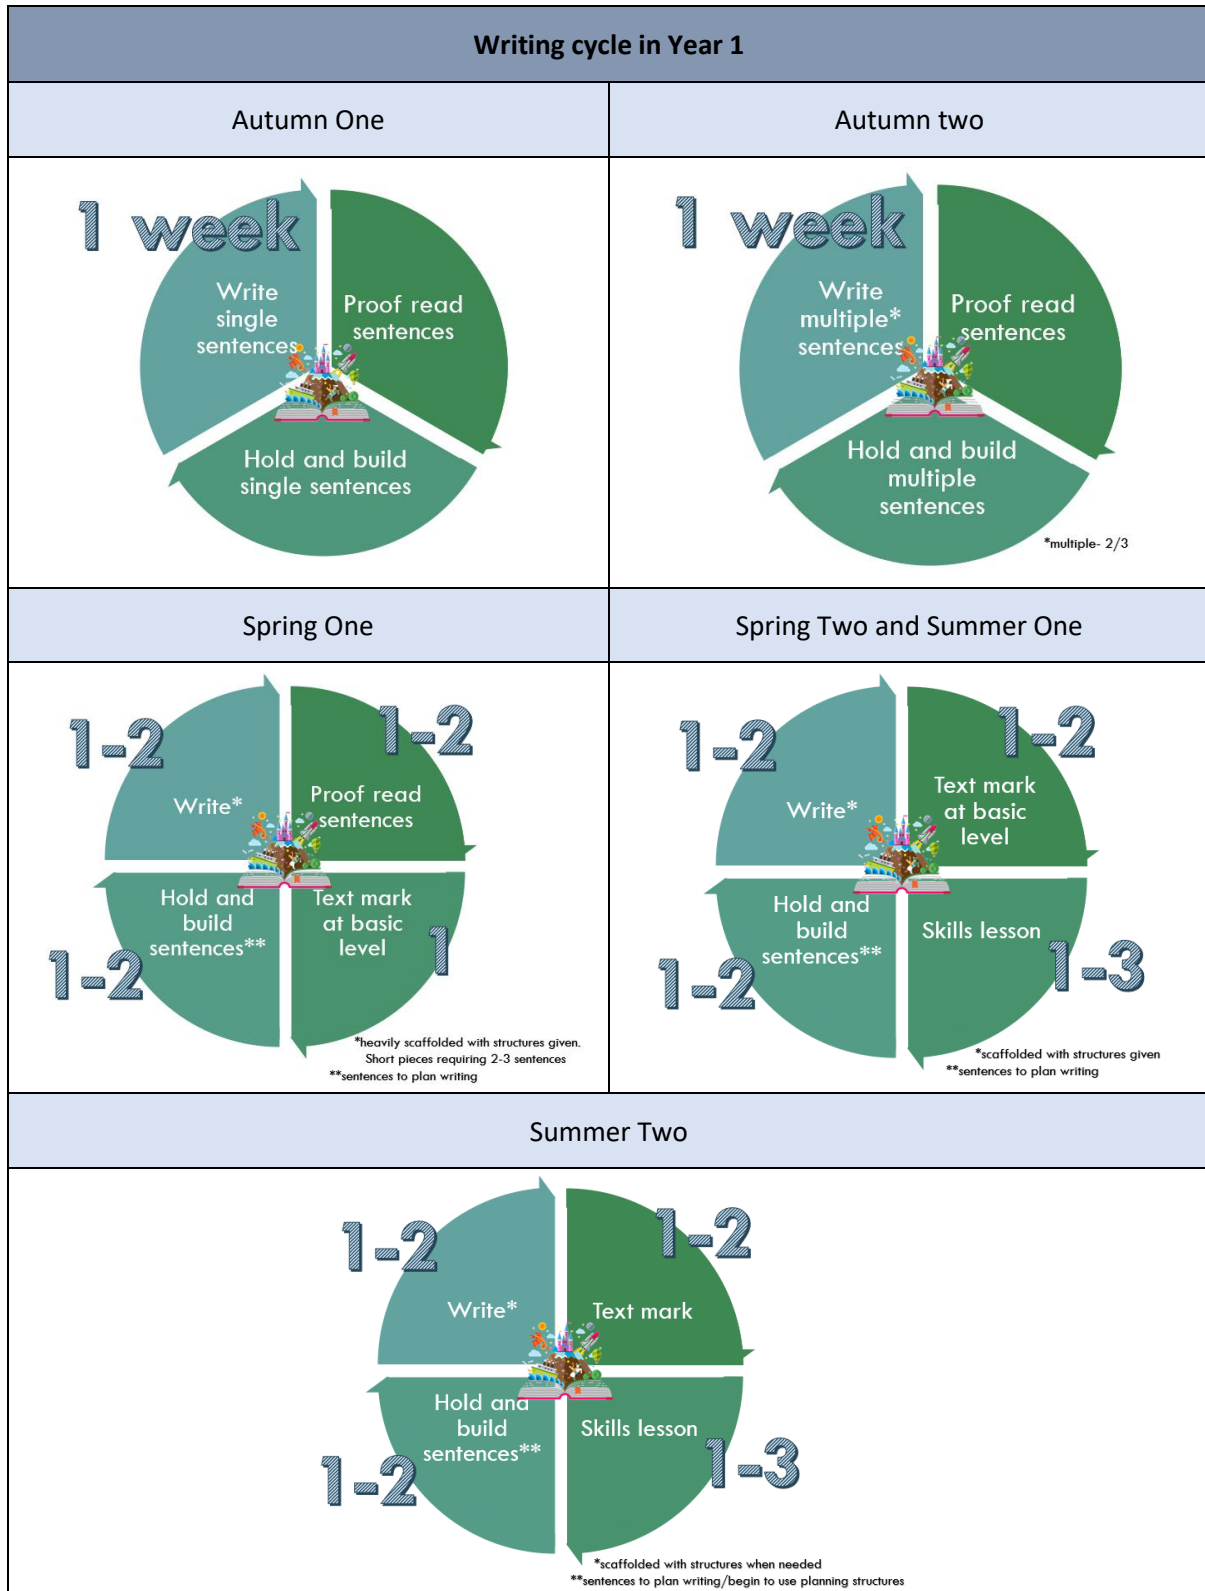 Writing cycle in Year 1
Autumn One
Autumn two
1 week
Write
single
sentences
Proof read
sentences
Hold and build
single sentences
1 week
Write
multiple*
sentences
Proof read
sentences
Hold and build
multiple
sentences
*multiple- 2/3
Spring One
Spring Two and Summer One
1-2
1-2
Write*
Proof read
sentences
Hold and
build
sentences**
Text mark
at basic
level
1-2
1
*heavily scaffolded with structures given.
Short pieces requiring 2-3 sentences
**sentences to plan writing
1-2
1-2
Write*
Text mark
at basic
level
Hold and
build
sentences**
Skills lesson
1-2
1-3
*scaffolded with structures given
**sentences to plan writing
Summer Two
1-2
1-2
Write*
Text mark
Hold and
build
sentences**
Skills lesson
1-2
1-3
*scaffolded with structures when needed
**sentences to plan writing/begin to use planning structures